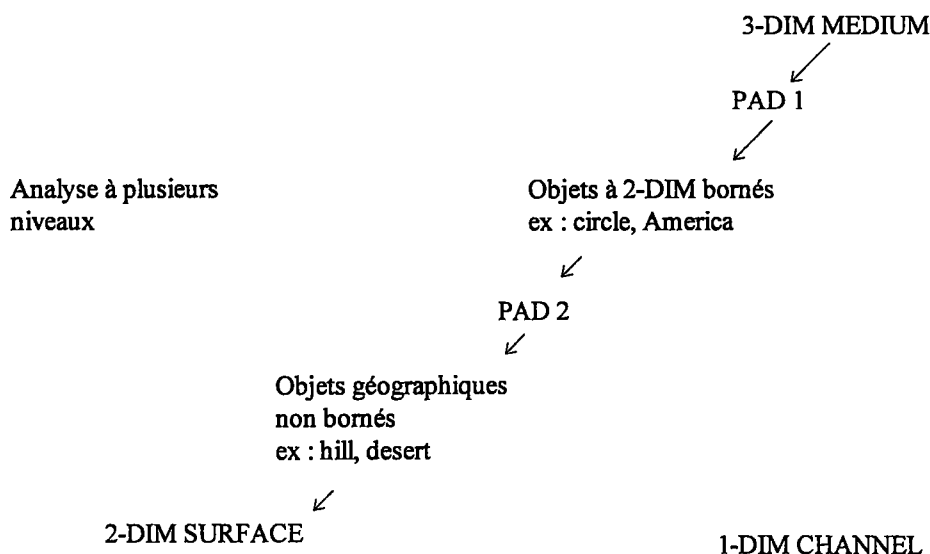 3-DIM MEDIUM
PAD 1
Analyse à plusieurs
niveaux
Objets à 2-DIM bornés
ex : circle, America
PAD 2
Objets géographiques
non bornés
ex : hill, desert
2-DIM SURFACE
1-DIM CHANNEL